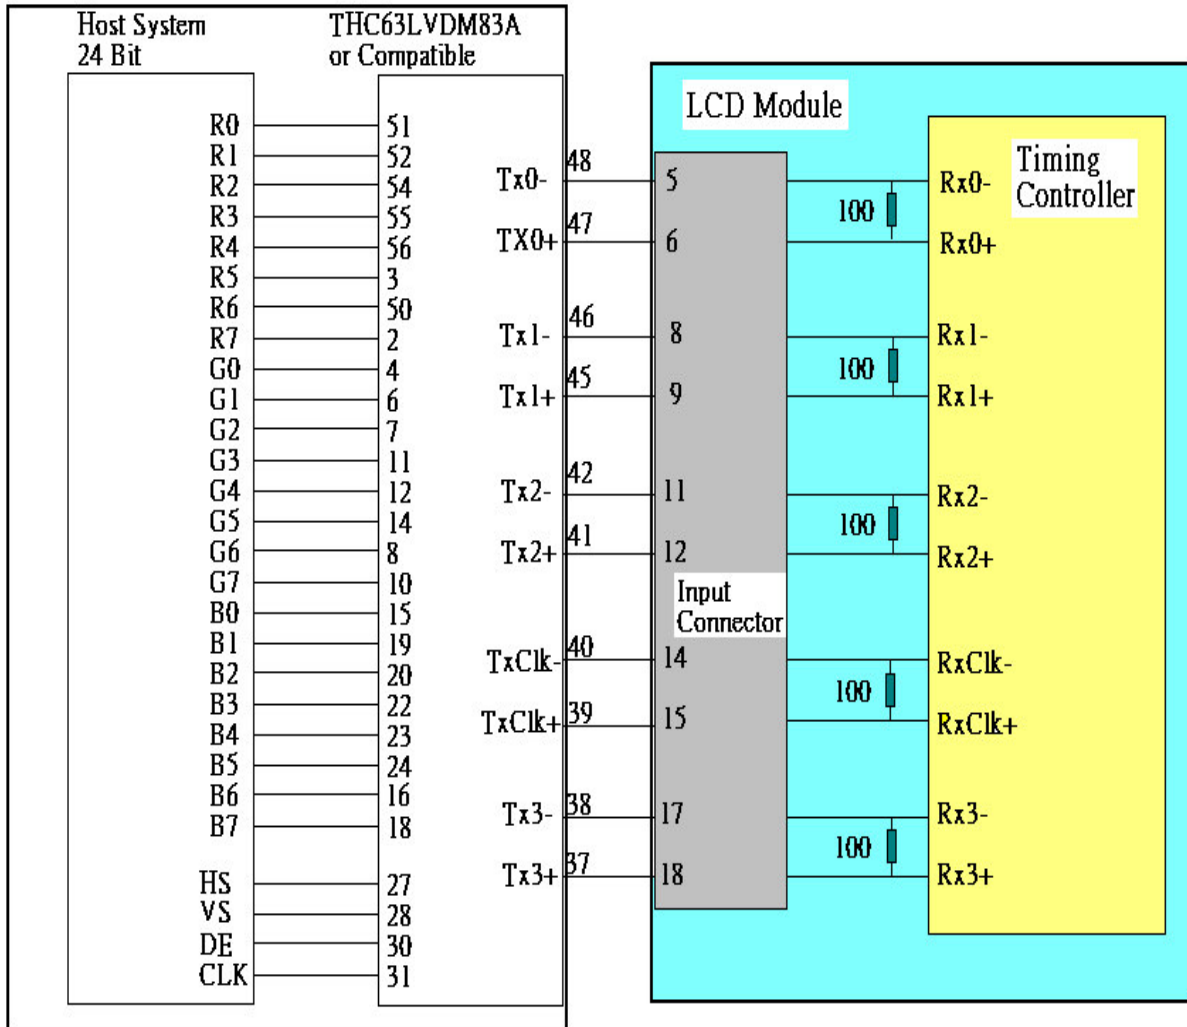 Host System
24 Bit
THC63LVDM83A
or Compatible
LCD Module
Timing
Controller
Input
Connector
R0 51
R1 52
R2 54
R3 55
R4 56
R5 3
R6 50
R7 2
G0 4
G1 6
G2 7
G3 11
G4 12
G5 14
G6 8
G7 10
B0 15
B1 19
B2 20
B3 22
B4 23
B5 24
B6 16
B7 18
HS 27
VS 28
DE 30
CLK 31
Tx0- 48 5 Rx0-
100
TX0+ 47 6 Rx0+
Tx1- 46 8 Rx1-
100
Tx1+ 45 9 Rx1+
Tx2- 42 11 Rx2-
100
Tx2+ 41 12 Rx2+
TxClk- 40 14 RxClk-
100
TxClk+ 39 15 RxClk+
Tx3- 38 17 Rx3-
100
Tx3+ 37 18 Rx3+